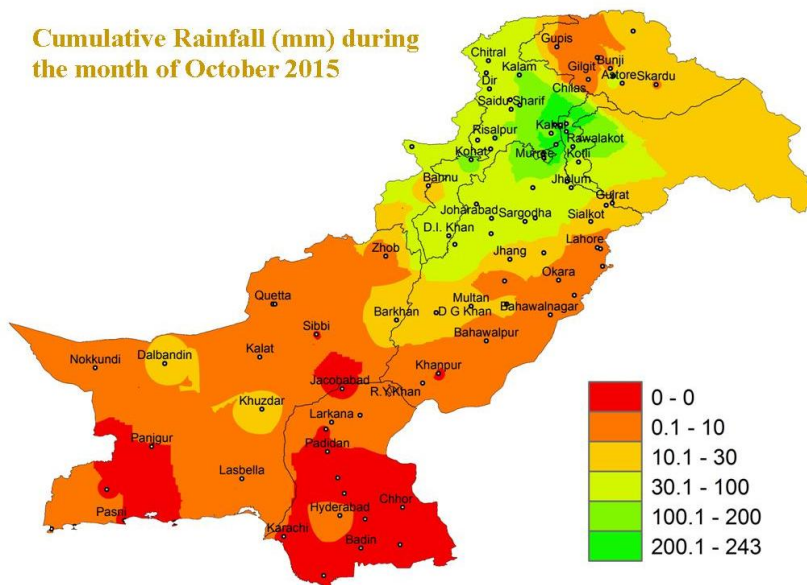 Cumulative Rainfall (mm) during
the month of October 2015
Gupis
Chitral
Bunji
Gilgit
Kalam
Astore
Skardu
Dir
Chilas
Saidu Sharif
Kakul
Risalpur
Rawalakot
Kohat
Murree
Kotli
Bannu
Jhelum
Gujrat
Joharabad
Sargodha
Sialkot
D.I. Khan
Lahore
Zhob
Jhang
Okara
Quetta
Multan
Barkhan
D G Khan
Bahawalnagar
Sibbi
Bahawalpur
Nokkundi
Dalbandin
Kalat
Khanpur
Jacobabad
R.Y.Khan
Khuzdar
Larkana
Panjgur
Padidan
Lasbella
Pasni
Hyderabad
Chhor
Karachi
Badin
0 - 0
0.1 - 10
10.1 - 30
30.1 - 100
100.1 - 200
200.1 - 243